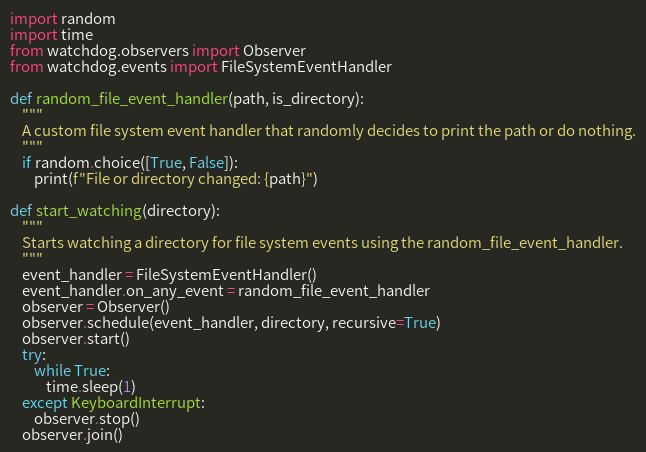 import random
import time
from watchdog.observers import Observer
from watchdog.events import FileSystemEventHandler

def random_file_event_handler(path, is_directory):
    """
    A custom file system event handler that randomly decides to print the path or do nothing.
    """
    if random.choice([True, False]):
        print(f"File or directory changed: {path}")

def start_watching(directory):
    """
    Starts watching a directory for file system events using the random_file_event_handler.
    """
    event_handler = FileSystemEventHandler()
    event_handler.on_any_event = random_file_event_handler
    observer = Observer()
    observer.schedule(event_handler, directory, recursive=True)
    observer.start()
    try:
        while True:
            time.sleep(1)
    except KeyboardInterrupt:
        observer.stop()
    observer.join()